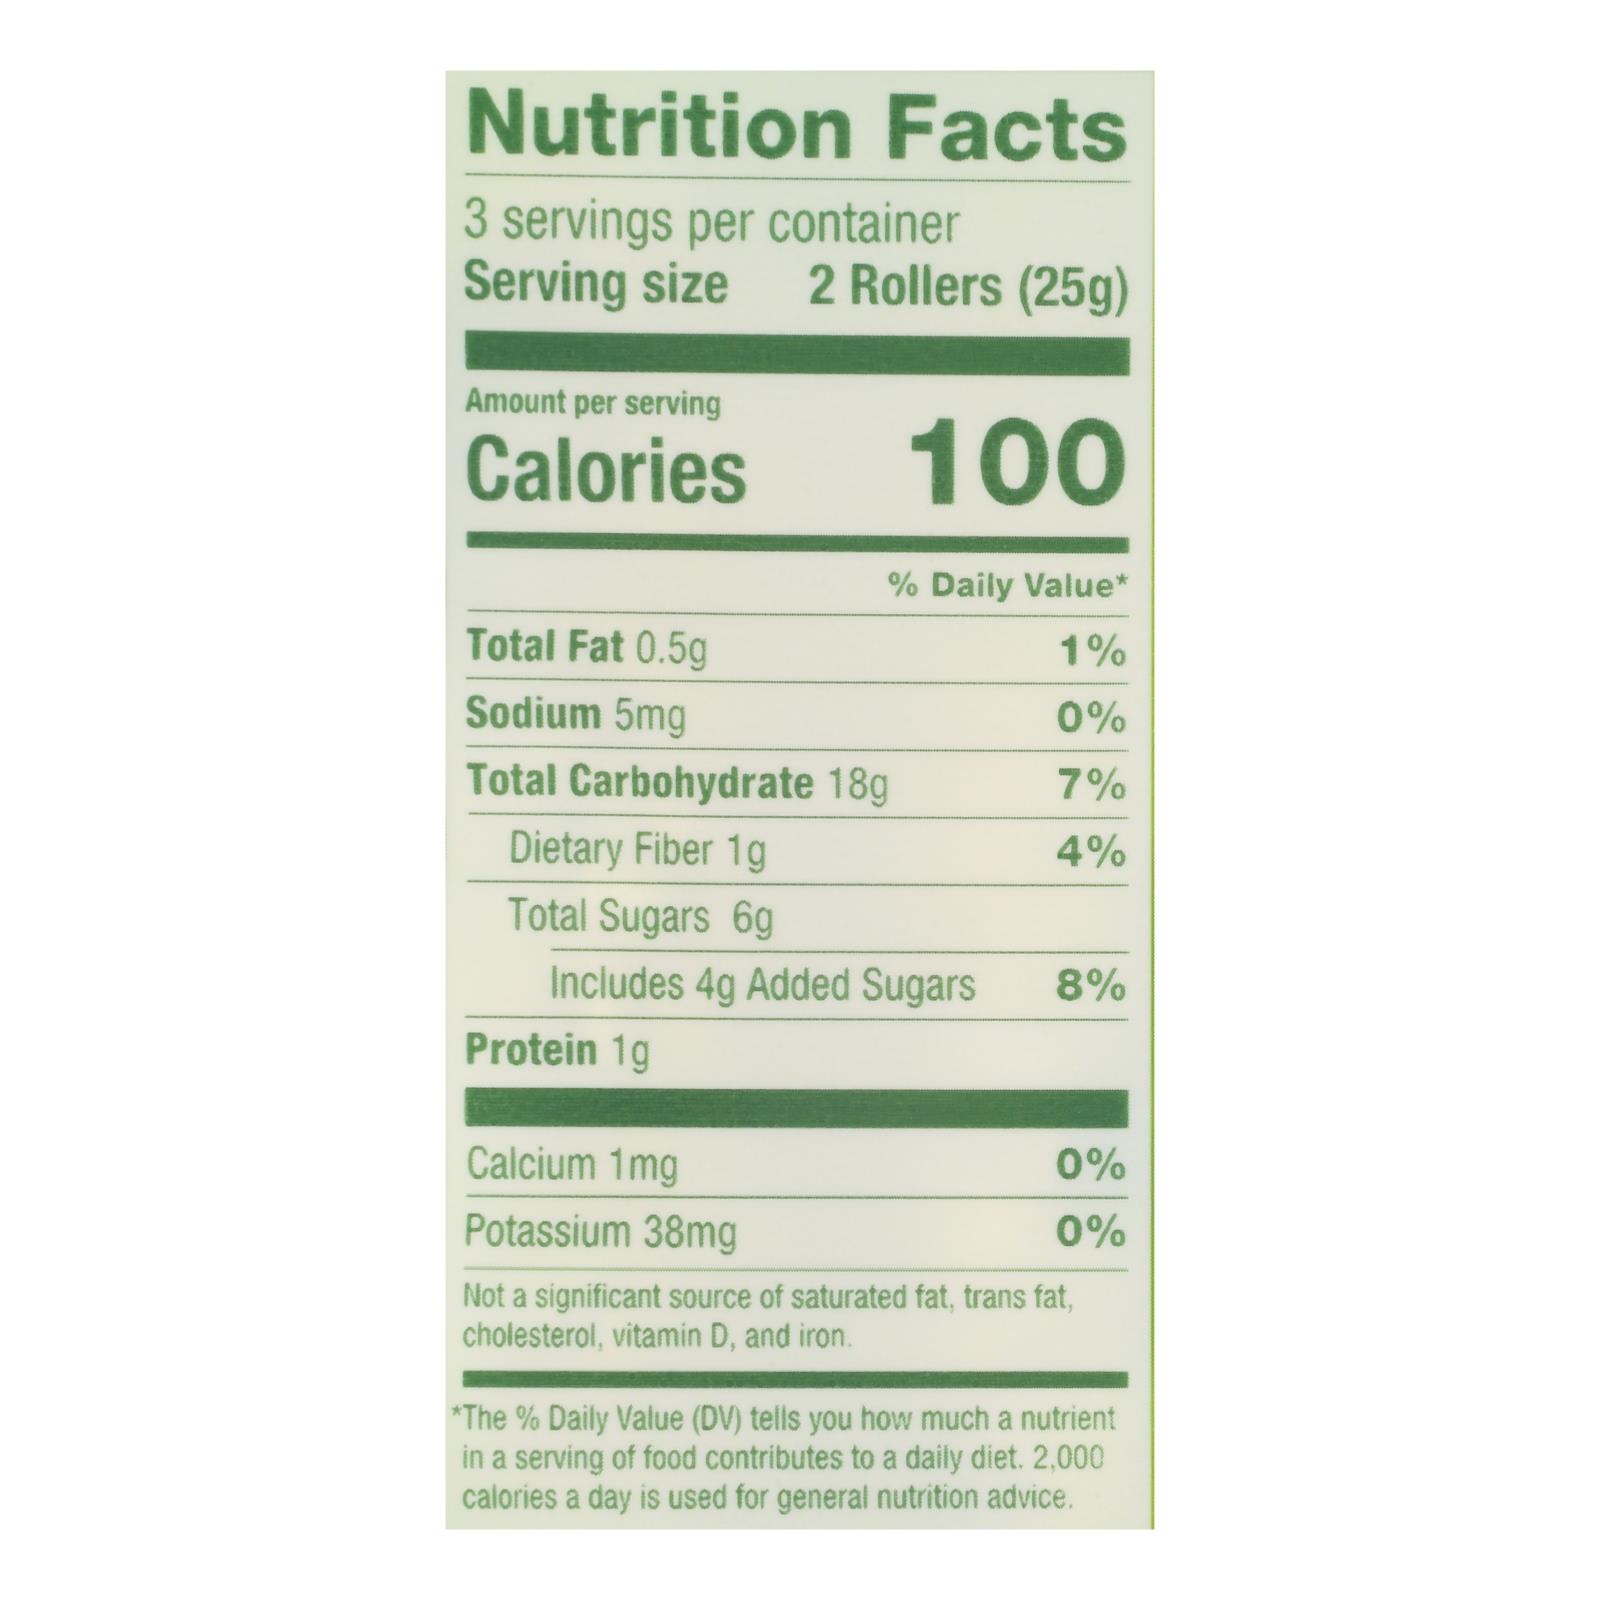 Nutrition Facts
3 servings per container
Serving size 2 Rollers (25g)
Amount per serving
Calories 100
% Daily Value*
Total Fat 0.5g 1%
Sodium 5mg 0%
Total Carbohydrate 18g 7%
Dietary Fiber 1g 4%
Total Sugars 6g
Includes 4g Added Sugars 8%
Protein 1g
Calcium 1mg 0%
Potassium 38mg 0%
Not a significant source of saturated fat, trans fat,
cholesterol, vitamin D, and iron.
*The % Daily Value (DV) tells you how much a nutrient
in a serving of food contributes to a daily diet. 2,000
calories a day is used for general nutrition advice.